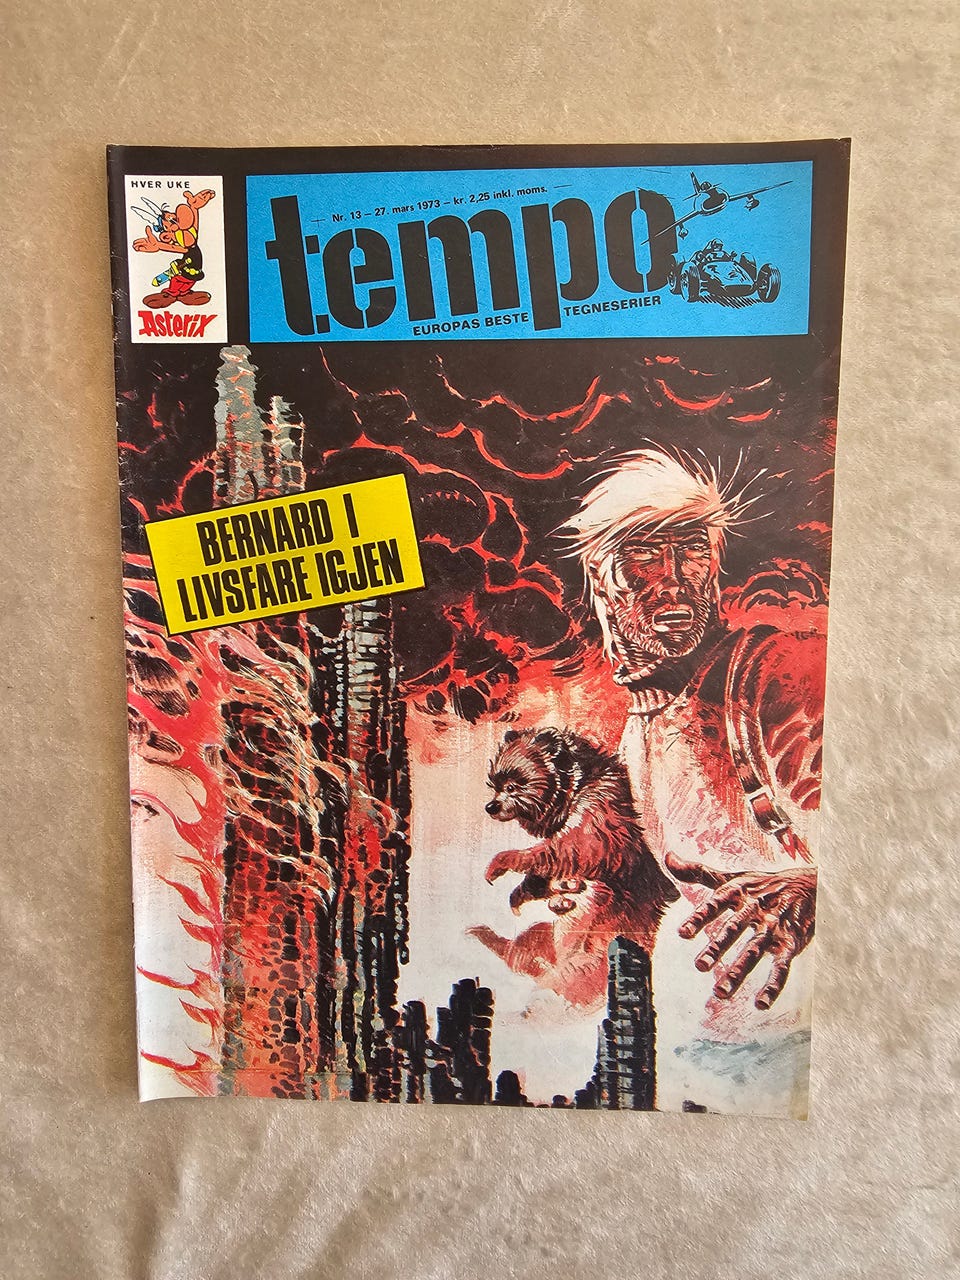 HVER UKE
Asterix
Nr. 13 – 27. mars 1973 – kr. 2,25 inkl. moms.
tempo
EUROPAS BESTE TEGNESERIER
BERNARD I
LIVSFARE IGJEN